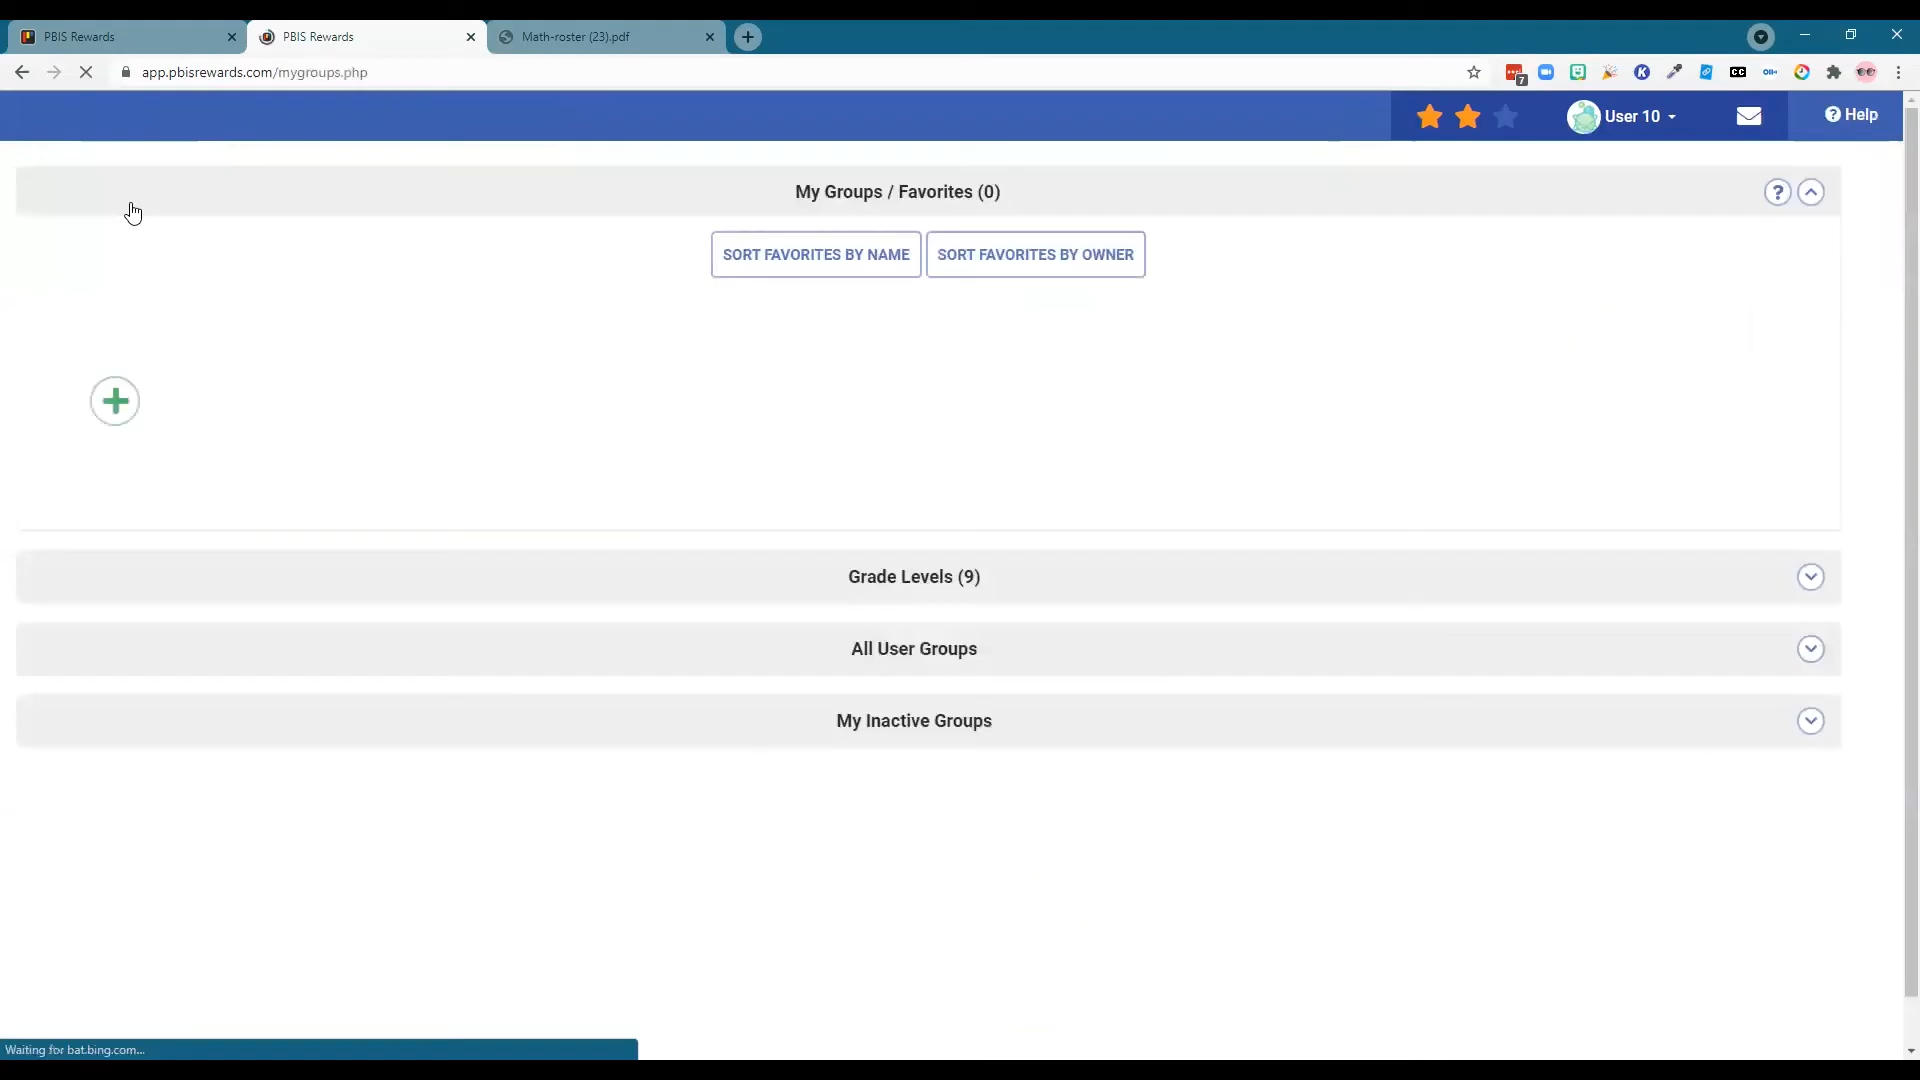 PBIS Rewards
PBIS Rewards
Math-roster (23).pdf
app.pbisrewards.com/mygroups.php
7
K
CC
User 10
Help
My Groups / Favorites (0)
?
SORT FAVORITES BY NAME
SORT FAVORITES BY OWNER
Grade Levels (9)
All User Groups
My Inactive Groups
Waiting for bat.bing.com...